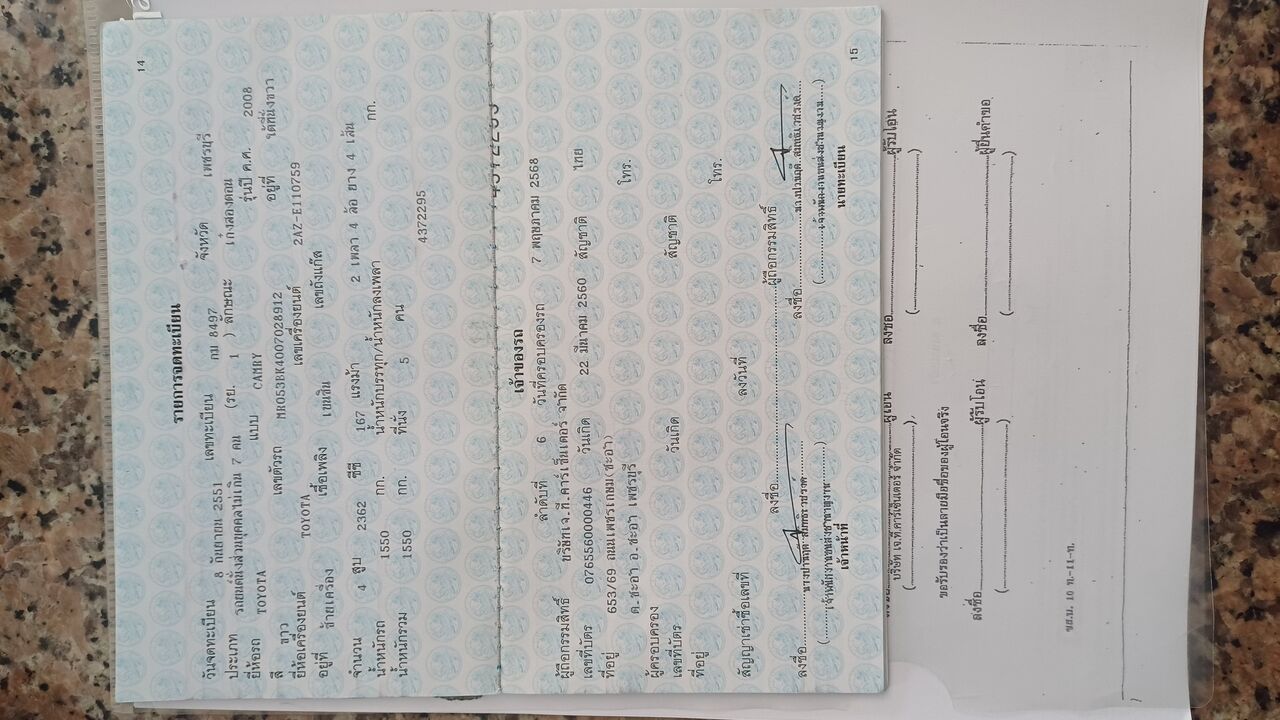 14
รายการจดทะเบียน
วันจดทะเบียน 8 กันยายน 2551 เลขทะเบียน กม 8497 จังหวัด เพชรบุรี
ประเภท รถยนต์นั่งส่วนบุคคลไม่เกิน 7 คน (รย. 1 ) ลักษณะ เก๋งสองตอน
ยี่ห้อรถ TOYOTA แบบ CAMRY รุ่นปี ค.ศ. 2008
สี ขาว เลขตัวรถ MR053BK4007028912 อยู่ที่ ใต้ที่นั่งขวา
ยี่ห้อเครื่องยนต์ TOYOTA เลขเครื่องยนต์ 2AZ-E110759
อยู่ที่ ซ้ายเครื่อง เชื้อเพลิง เบนซิน เลขถังแก๊ส
จำนวน 4 สูบ 2362 ซีซี 167 แรงม้า 2 เพลา 4 ล้อ ยาง 4 เส้น
น้ำหนักรถ 1550 กก. น้ำหนักบรรทุก/น้ำหนักลงเพลา กก.
น้ำหนักรวม 1550 กก. ที่นั่ง 5 คน
4372295
เจ้าของรถ
ลำดับที่ 6 วันที่ครอบครองรถ 7 พฤษภาคม 2568
ผู้ถือกรรมสิทธิ์ บริษัทเจ.ที.คาร์เซ็นเตอร์ จำกัด
เลขที่บัตร 0765560000446 วันเกิด 22 มีนาคม 2560 สัญชาติ ไทย
ที่อยู่ 653/769 ถนนเพชรเกษม(ชะอำ) โทร.
ต.ชะอำ อ.ชะอำ เพชรบุรี
ผู้ครอบครอง
เลขที่บัตร วันเกิด สัญชาติ
ที่อยู่ โทร.
สัญญาเช่าซื้อเลขที่ ลงวันที่
ลงชื่อ ผู้ถือกรรมสิทธิ์
ลงชื่อ ลงชื่อ
เจ้าหน้าที่ นายทะเบียน
15
ลงชื่อ ผู้รับโอน
บริษัท เจ.ที.คาร์เซ็นเตอร์ จำกัด
(....................) (....................)
ขอรับรองว่าเป็นลายมือชื่อของผู้โอนจริง
ลงชื่อ ผู้รับโอน ลงชื่อ ผู้ยื่นคำขอ
(....................) (....................)